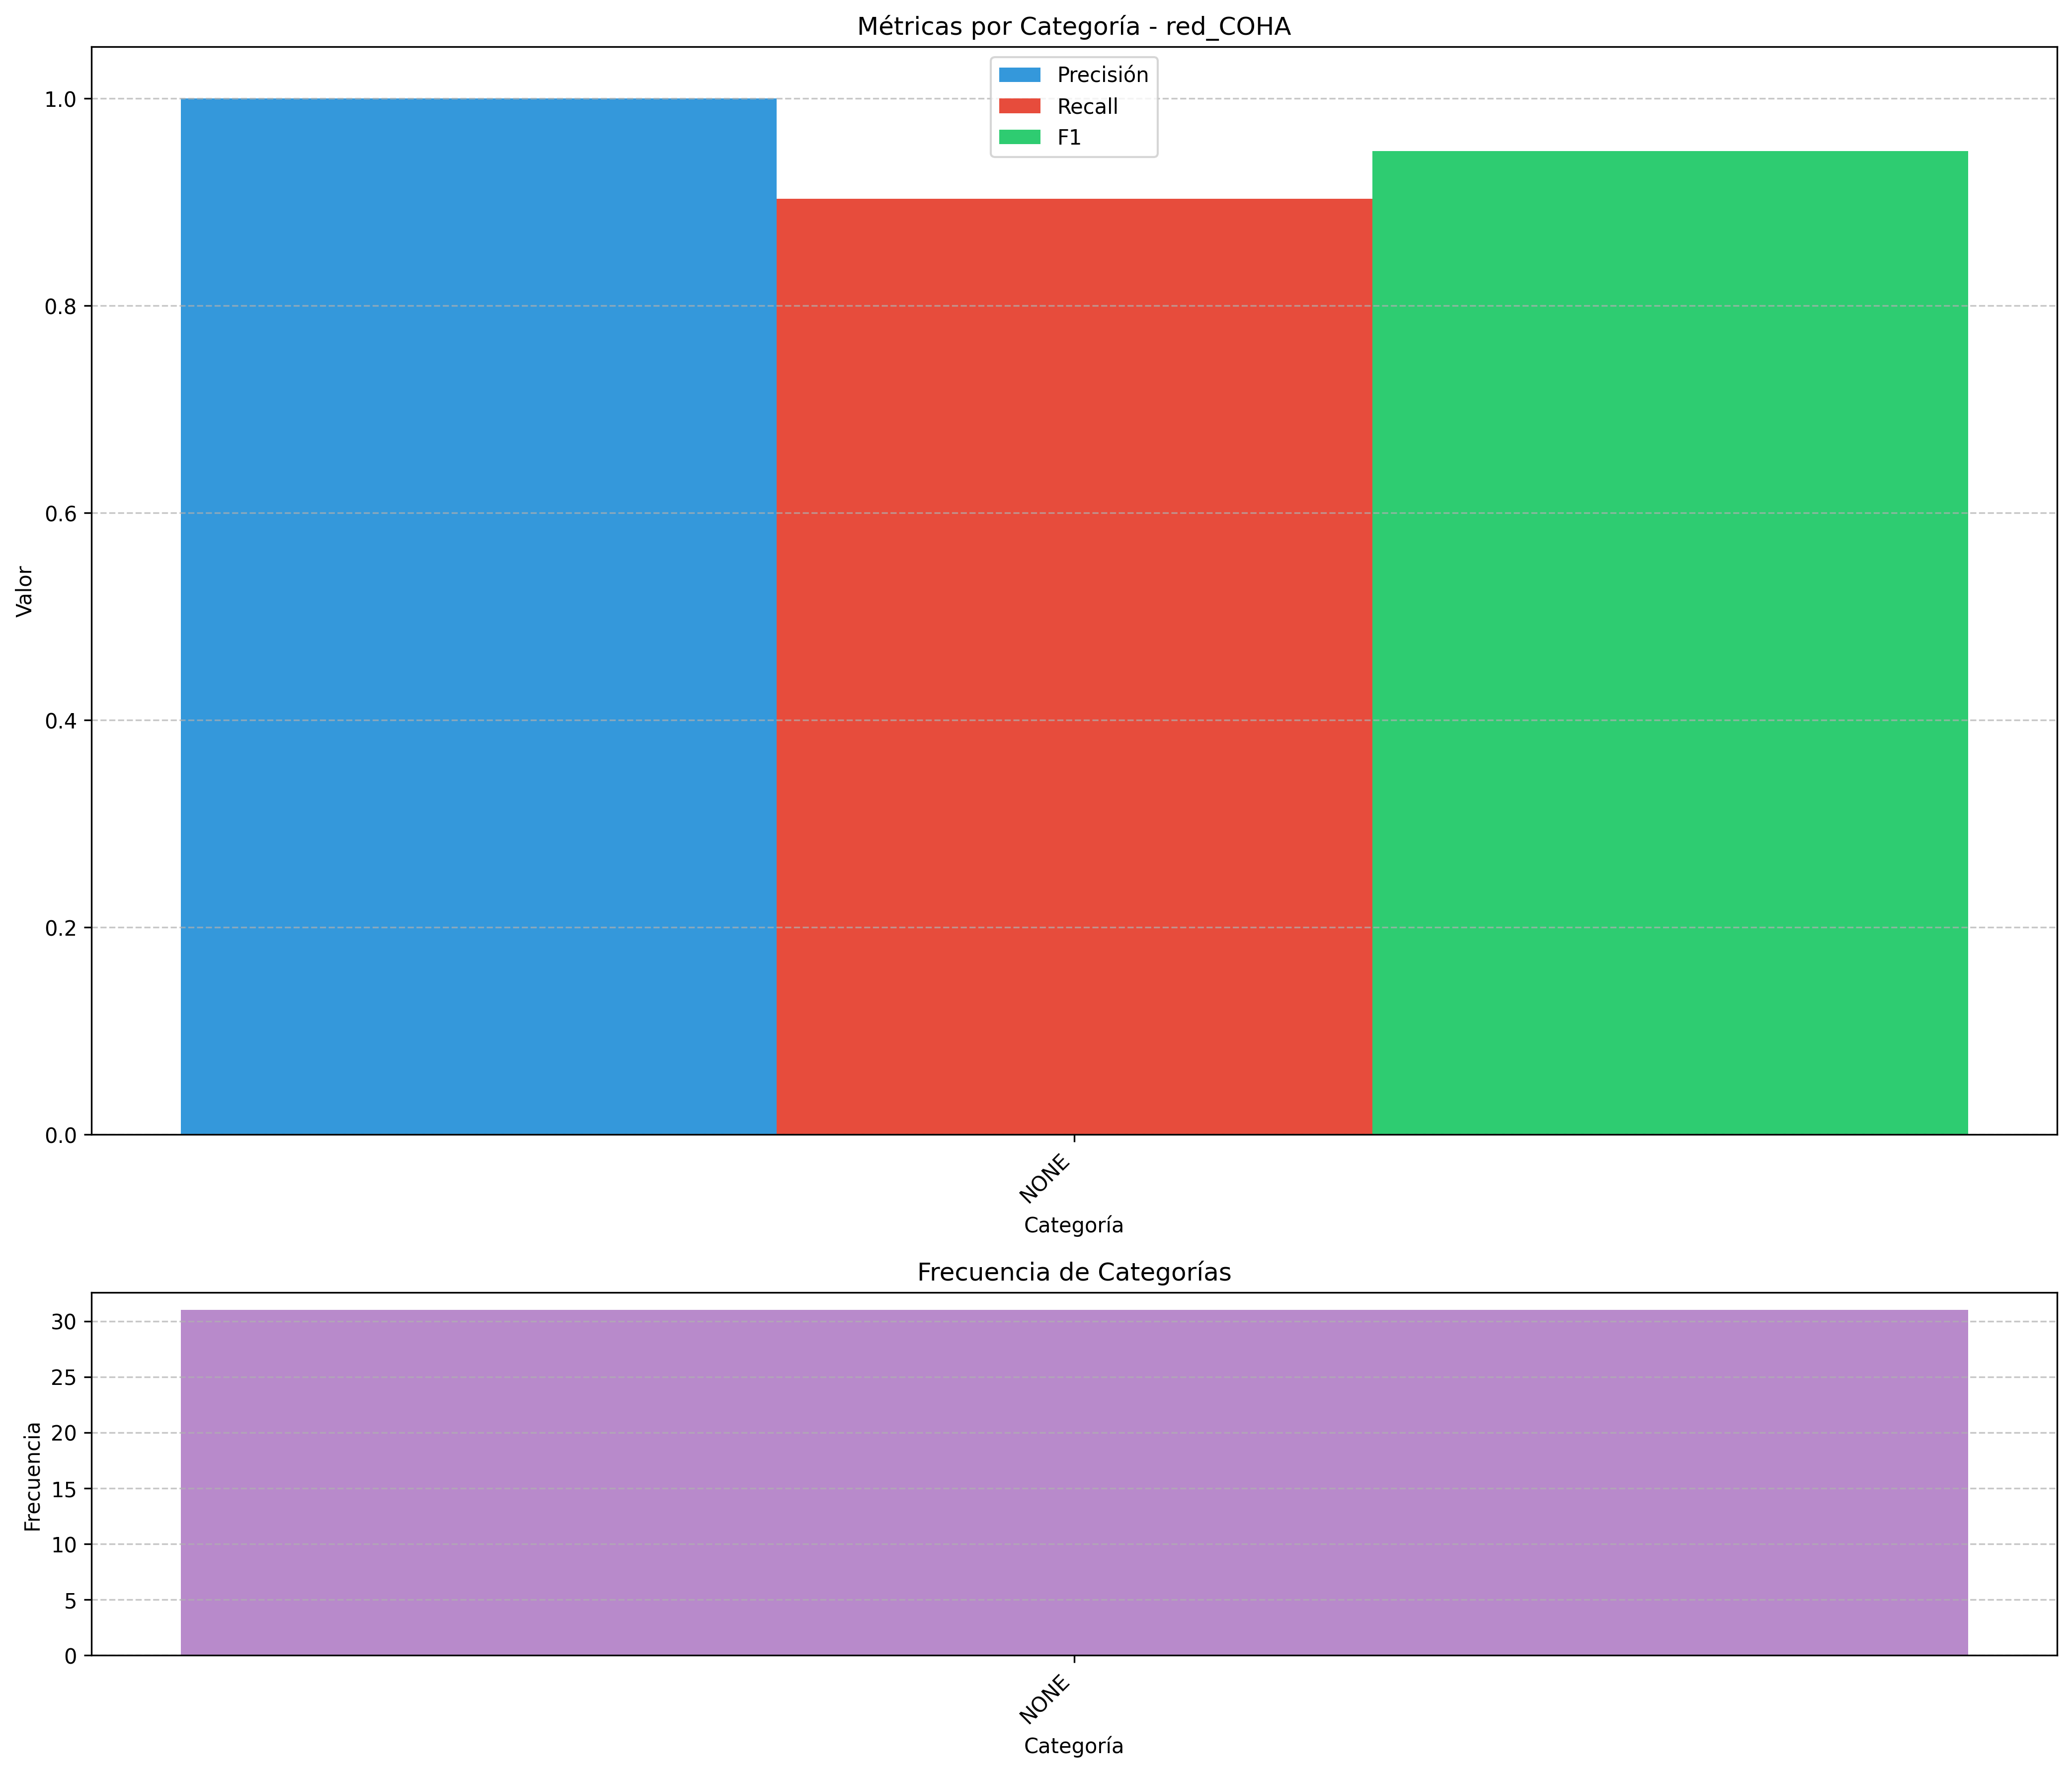 Métricas por Categoría - red_COHA
Precisión
Recall
F1
1.0
0.8
0.6
0.4
0.2
0.0
Valor
NONE
Categoría
Frecuencia de Categorías
30
25
20
15
10
5
0
Frecuencia
NONE
Categoría